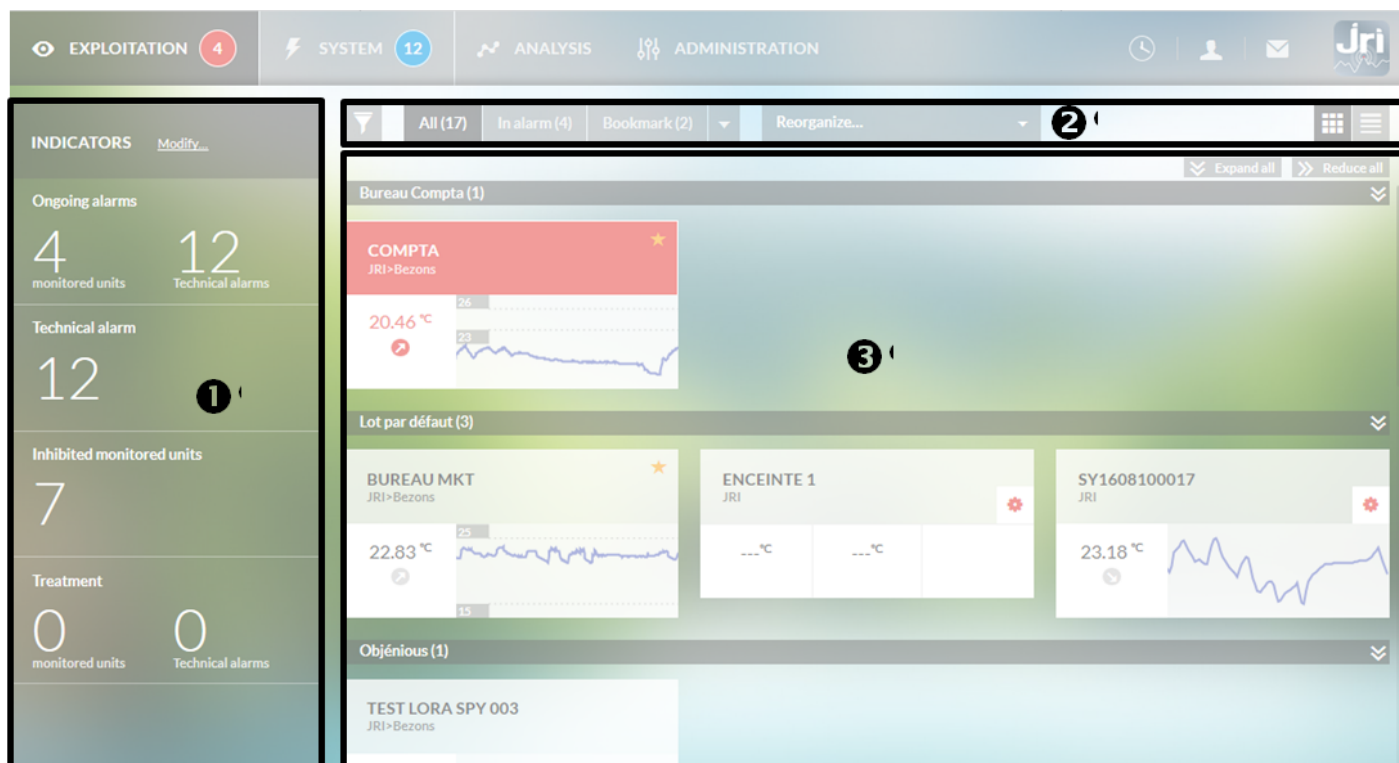 EXPLOITATION 4 SYSTEM 12 ANALYSIS ADMINISTRATION jri
INDICATORS Modify...
Ongoing alarms
4 12
monitored units Technical alarms
Technical alarm
12
1
Inhibited monitored units
7
Treatment
0 0
monitored units Technical alarms
All (17) In alarm (4) Bookmark (2) Reorganize... 2
Expand all Reduce all
Bureau Compta (1)
COMPTA
JRI>Bezons
26
20.46 °C
23
3
Lot par défaut (3)
BUREAU MKT
JRI>Bezons
25
22.83 °C
15
ENCEINTE 1
JRI
---°C ---°C
SY1608100017
JRI
23.18 °C
Objénious (1)
TEST LORA SPY 003
JRI>Bezons